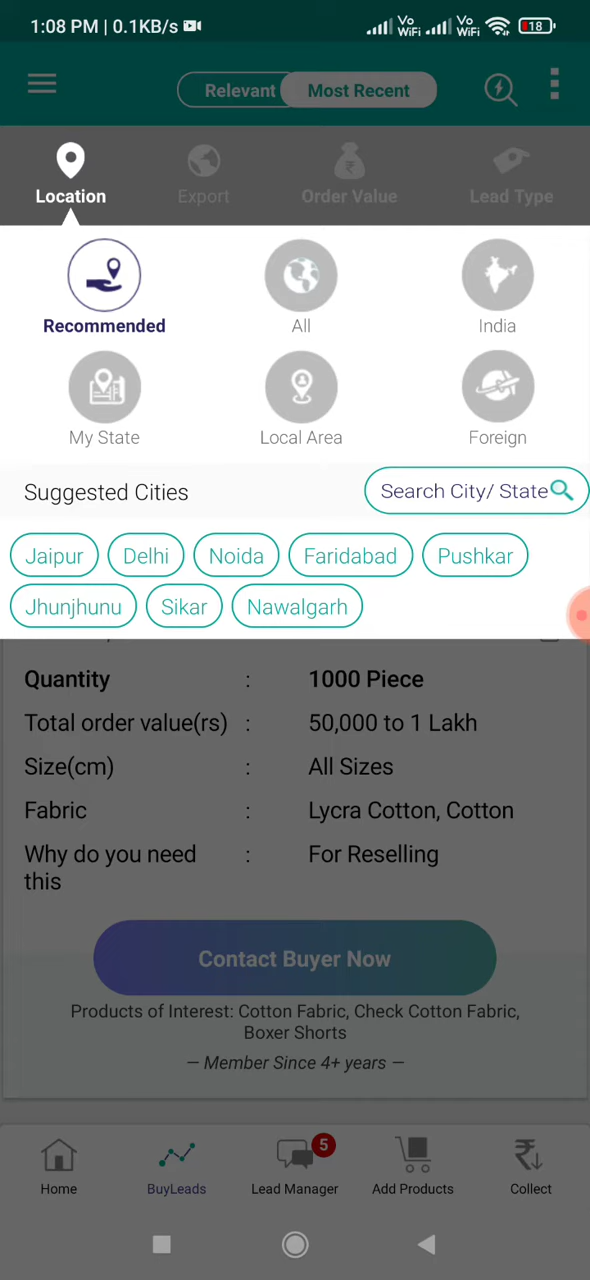 1:08 PM | 0.1KB/s
Vo WiFi Vo WiFi 18
Relevant Most Recent
Location Export Order Value Lead Type
Recommended All India
My State Local Area Foreign
Suggested Cities Search City/ State
Jaipur Delhi Noida Faridabad Pushkar
Jhunjhunu Sikar Nawalgarh
Quantity : 1000 Piece
Total order value(rs) : 50,000 to 1 Lakh
Size(cm) : All Sizes
Fabric : Lycra Cotton, Cotton
Why do you need this : For Reselling
Contact Buyer Now
Products of Interest: Cotton Fabric, Check Cotton Fabric,
Boxer Shorts
— Member Since 4+ years —
5
Home BuyLeads Lead Manager Add Products Collect